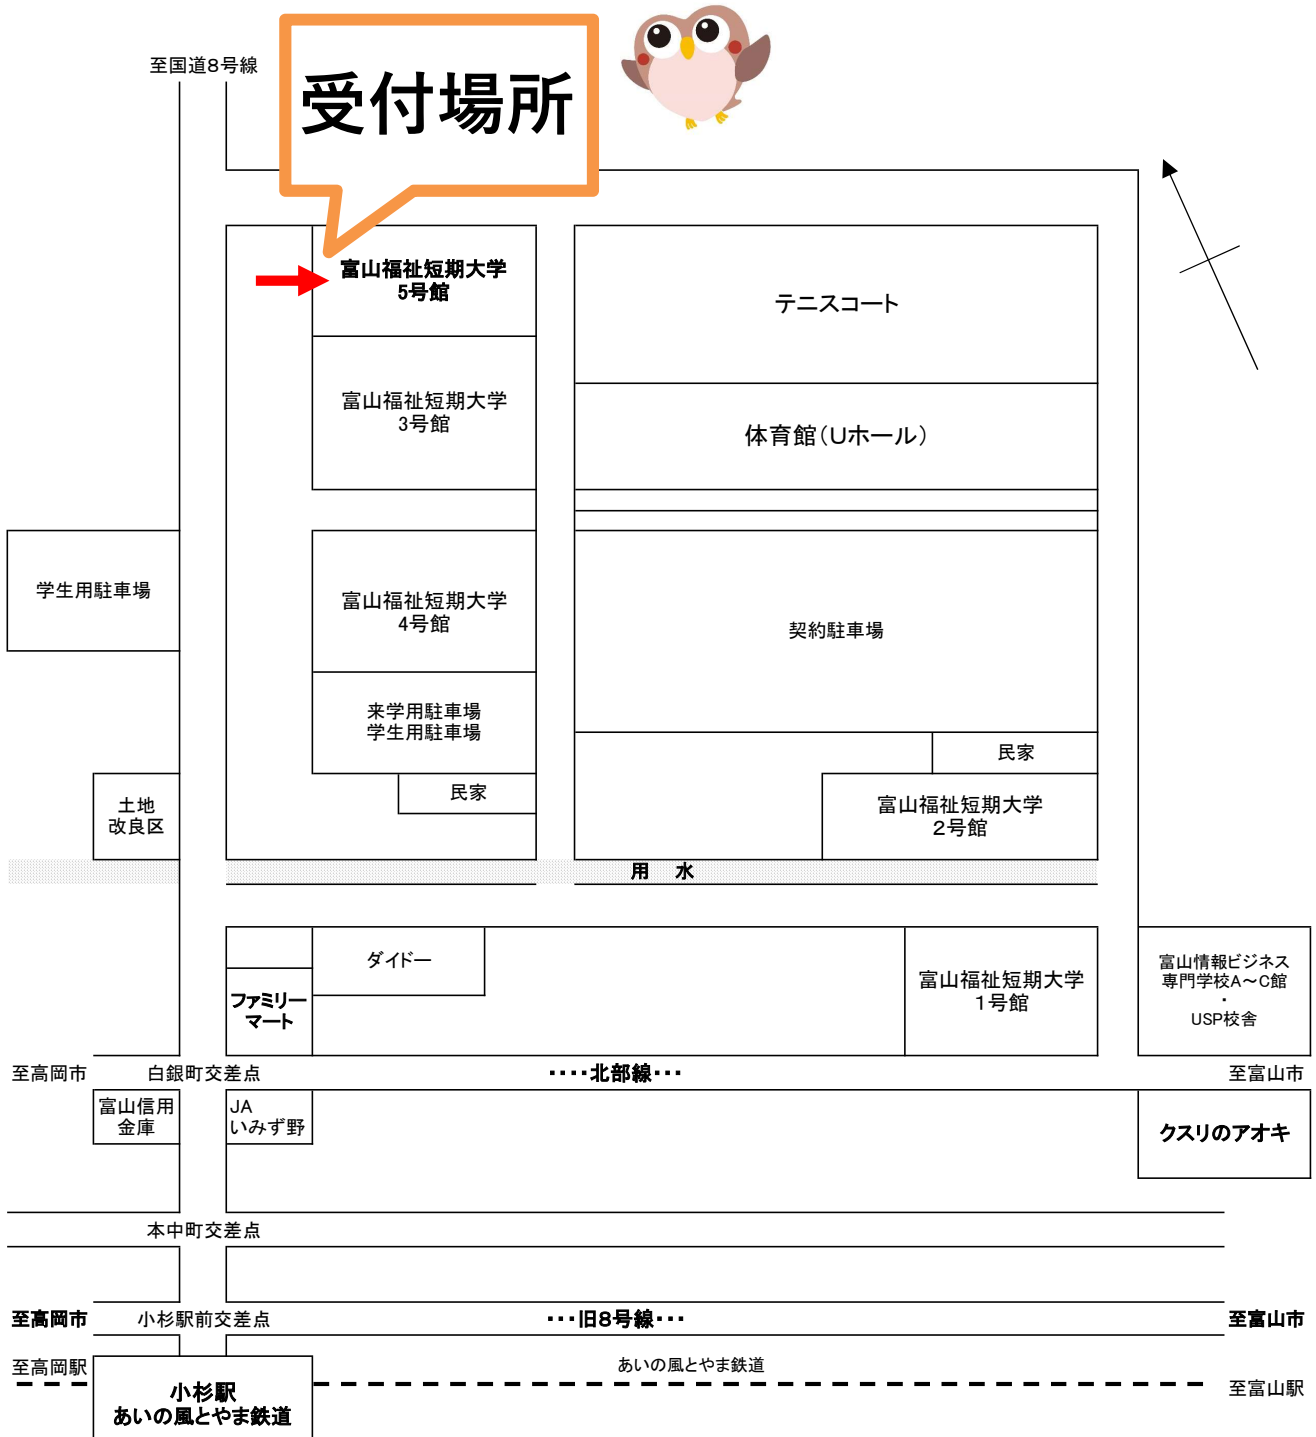 至国道8号線
受付場所
富山福祉短期大学
5号館
テニスコート
富山福祉短期大学
3号館
体育館(Uホール)
学生用駐車場
富山福祉短期大学
4号館
契約駐車場
来学用駐車場
学生用駐車場
民家
民家
土地
改良区
富山福祉短期大学
2号館
用 水
ダイドー
ファミリー
マート
富山福祉短期大学
1号館
富山情報ビジネス
専門学校A～C館
・
USP校舎
至高岡市
白銀町交差点
・・・・北部線・・・
至富山市
富山信用
金庫
JA
いみず野
クスリのアオキ
本中町交差点
至高岡市
小杉駅前交差点
・・・旧8号線・・・
至富山市
至高岡駅
あいの風とやま鉄道
至富山駅
小杉駅
あいの風とやま鉄道